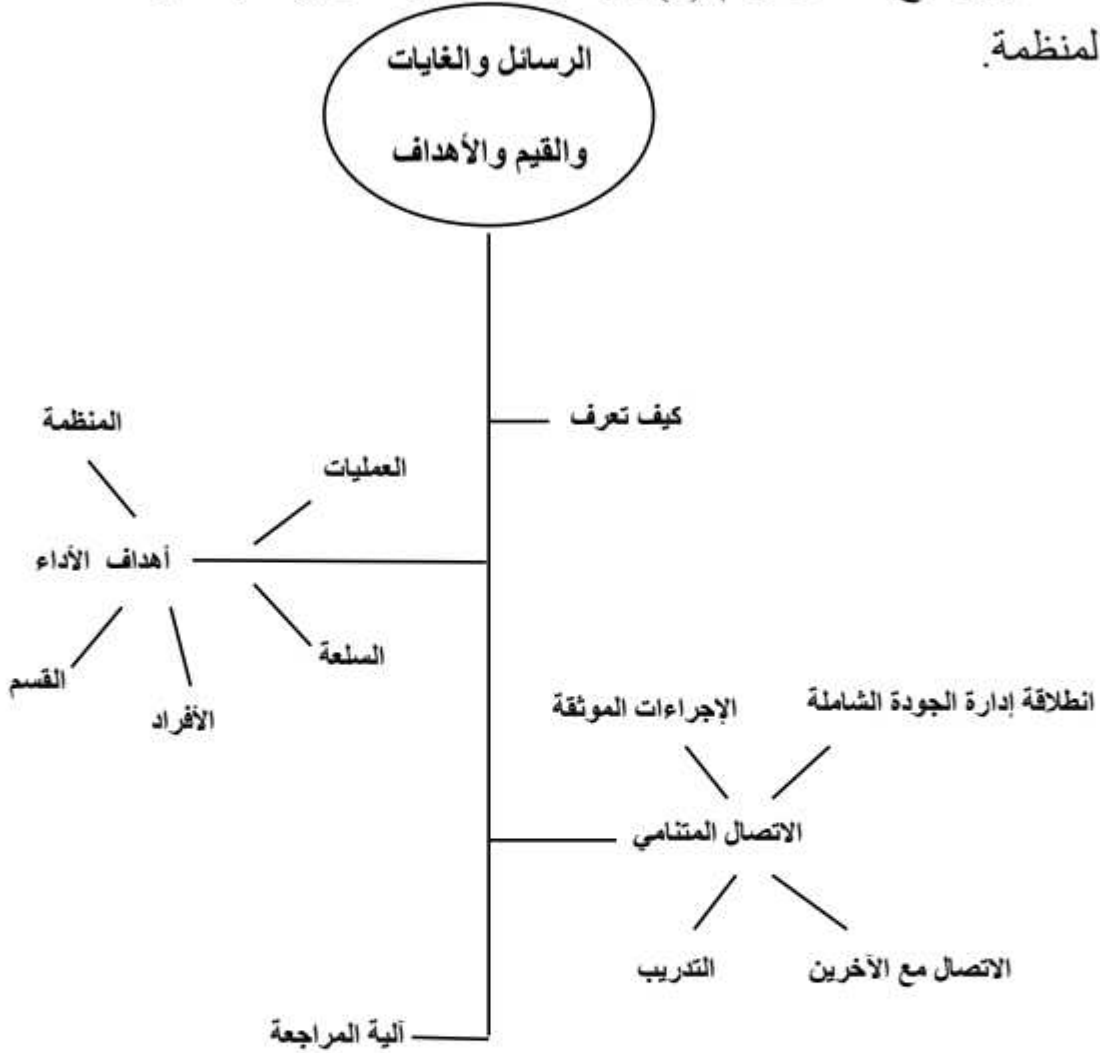 لمنظمة.
الرسائل والغايات
والقيم والأهداف
كيف تعرف
المنظمة
العمليات
أهداف الأداء
السلعة
القسم
الأفراد
انطلاقة إدارة الجودة الشاملة
الإجراءات الموثقة
الاتصال المتنامي
الاتصال مع الآخرين
التدريب
آلية المراجعة